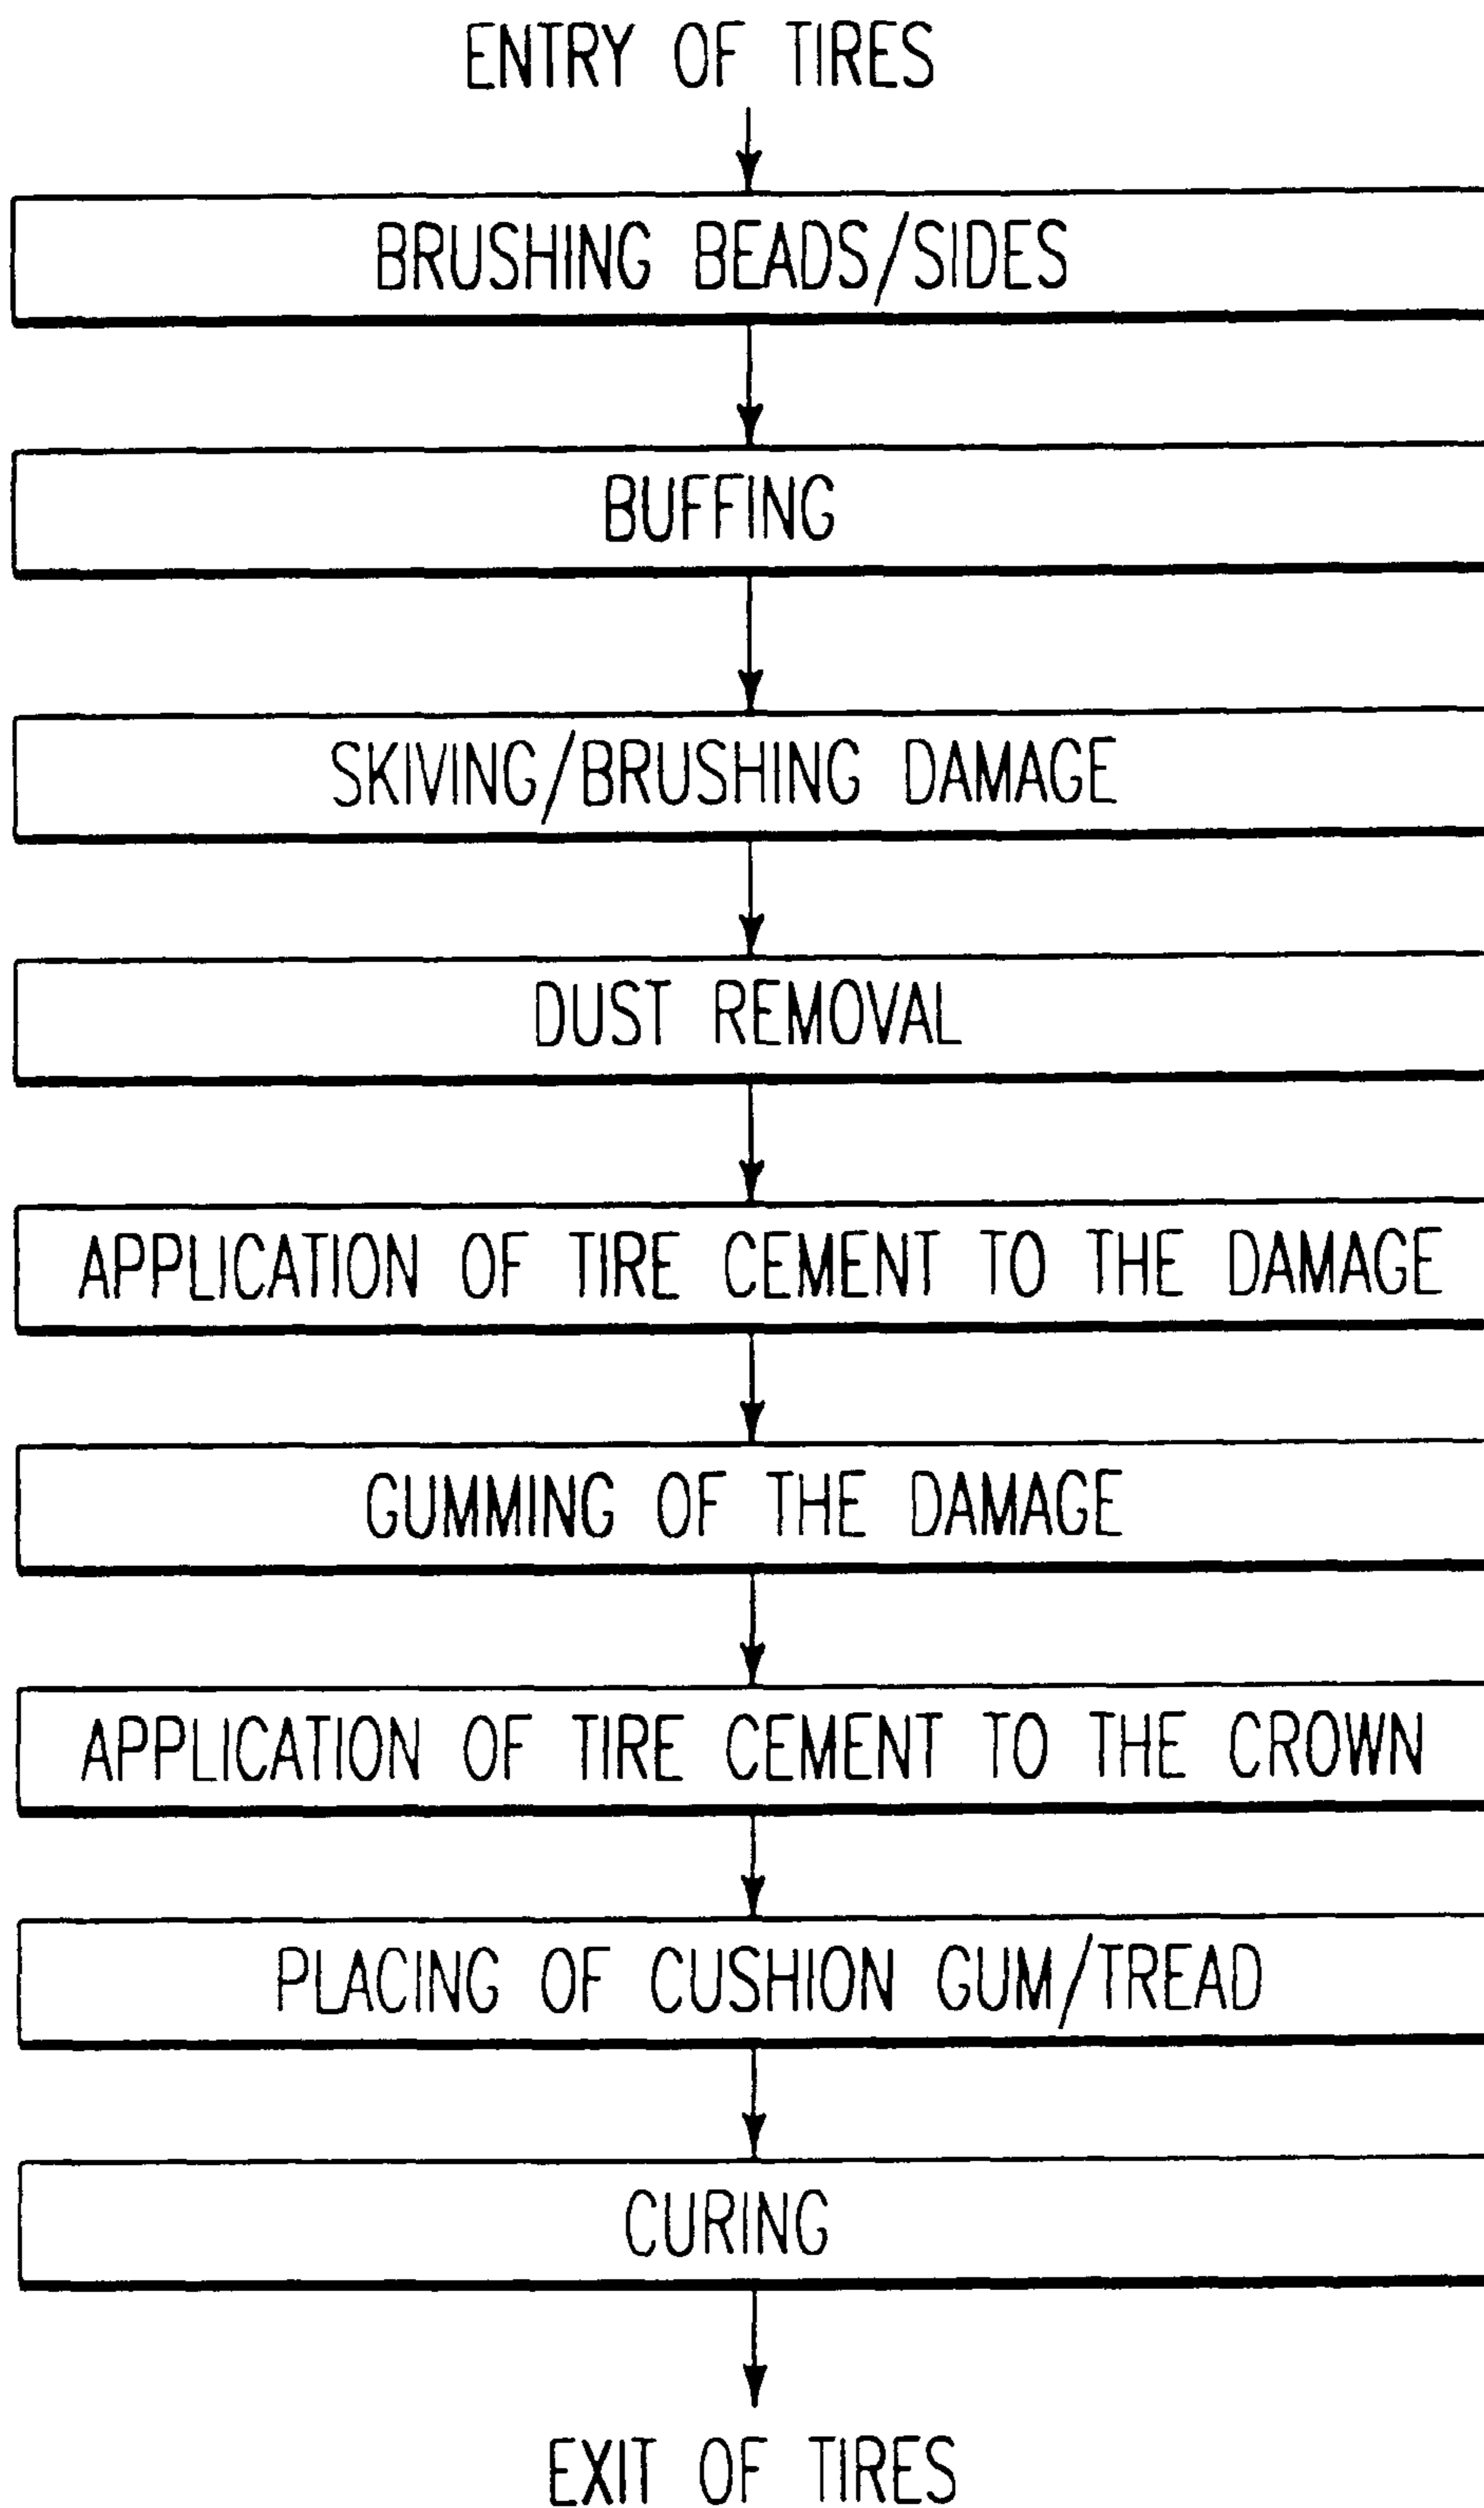 ENTRY OF TIRES
BRUSHING BEADS/SIDES
BUFFING
SKIVING/BRUSHING DAMAGE
DUST REMOVAL
APPLICATION OF TIRE CEMENT TO THE DAMAGE
GUMMING OF THE DAMAGE
APPLICATION OF TIRE CEMENT TO THE CROWN
PLACING OF CUSHION GUM/TREAD
CURING
EXIT OF TIRES